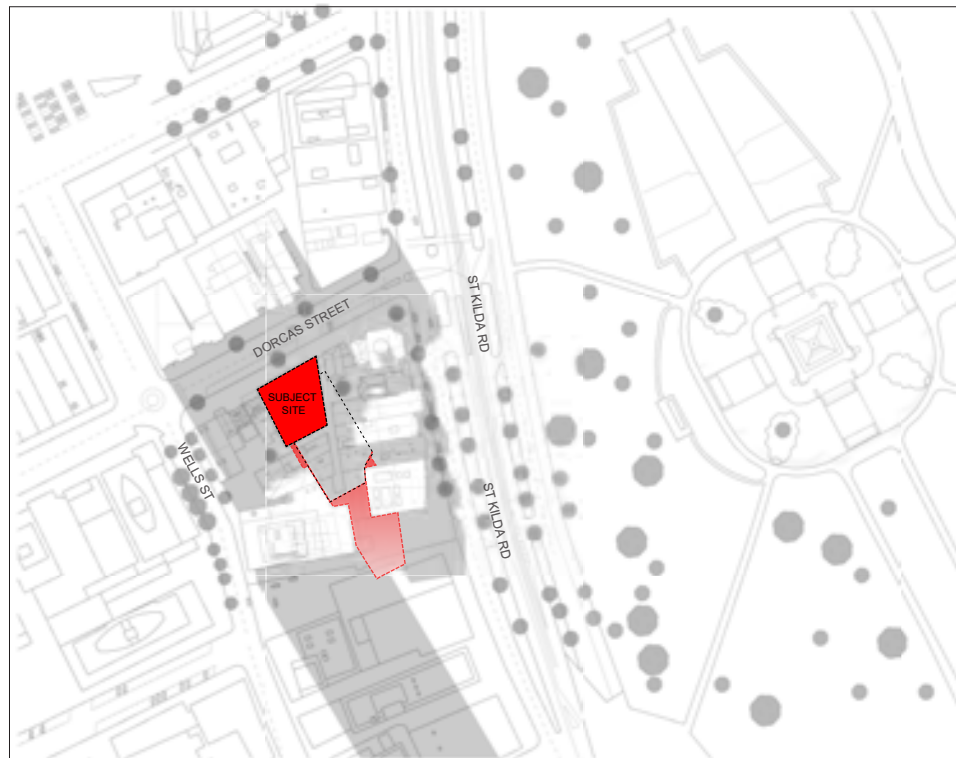 ST KILDA RD
DORCAS STREET
SUBJECT
SITE
WELLS ST
ST KILDA RD